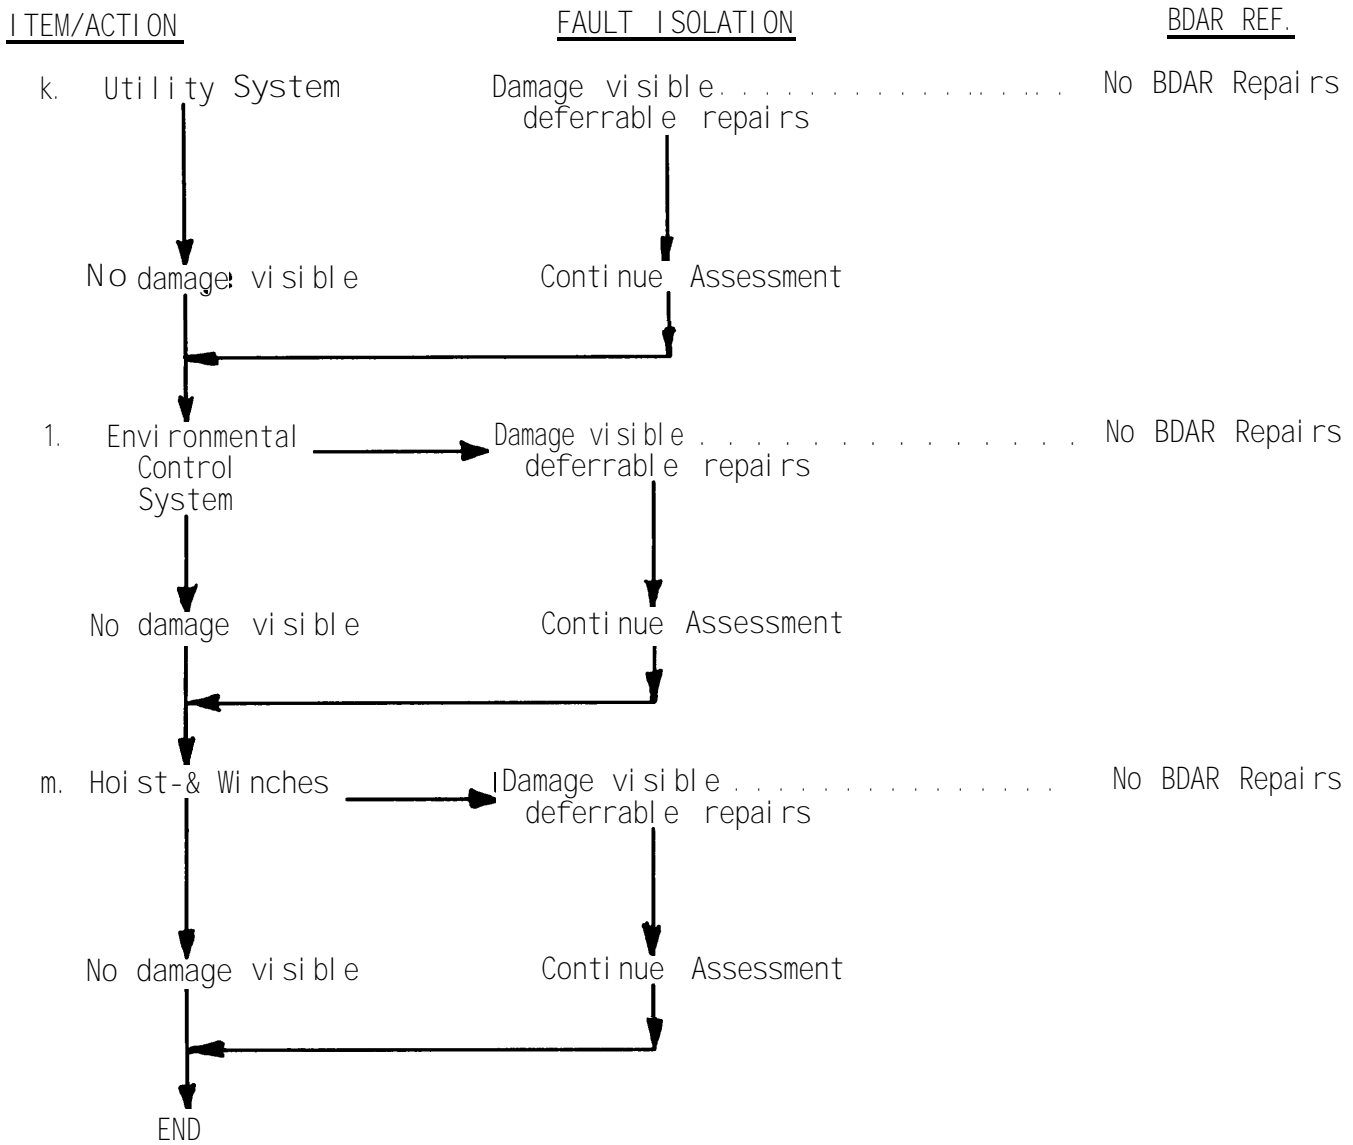 ITEM/ACTION FAULT ISOLATION BDAR REF.
k. Utility System Damage visible . . . . . . . . . . . . . . . . . . No BDAR Repairs
deferrable repairs
No damage visible Continue Assessment
1. Environmental Damage visible . . . . . . . . . . . . . . No BDAR Repairs
Control deferrable repairs
System
No damage visible Continue Assessment
m. Hoist-& Winches Damage visible . . . . . . . . . . . . . . . No BDAR Repairs
deferrable repairs
No damage visible Continue Assessment
END